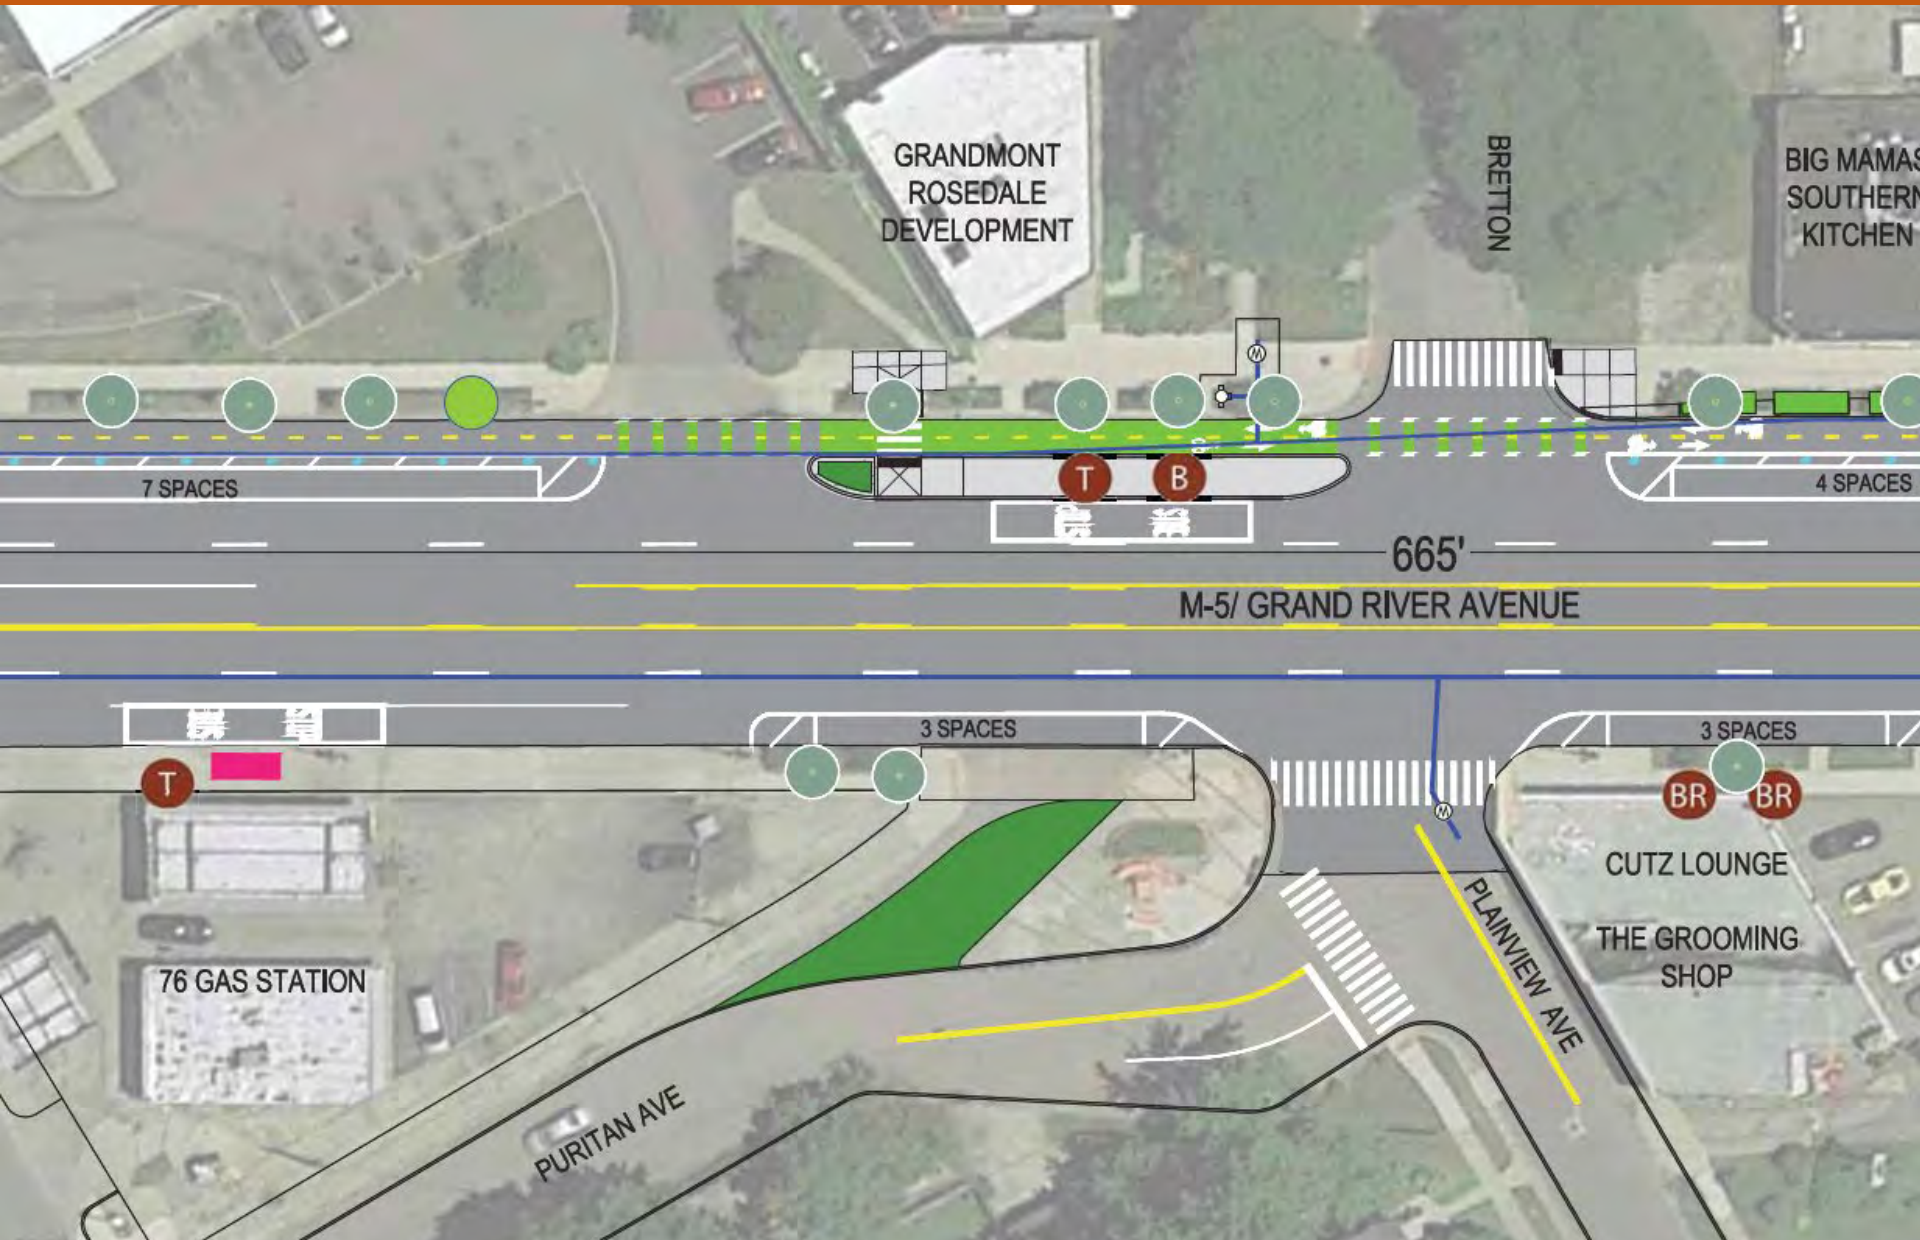 GRANDMONT
ROSEDALE
DEVELOPMENT
BRETTON
BIG MAMAS
SOUTHERN
KITCHEN
M
7 SPACES
T
B
4 SPACES
665'
M-5/ GRAND RIVER AVENUE
3 SPACES
3 SPACES
T
BR
BR
M
CUTZ LOUNGE
THE GROOMING
SHOP
PLAINVIEW AVE
76 GAS STATION
PURITAN AVE